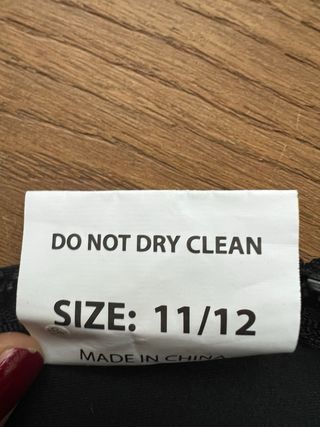 DO NOT DRY CLEAN
SIZE: 11/12
MADE IN CHINA